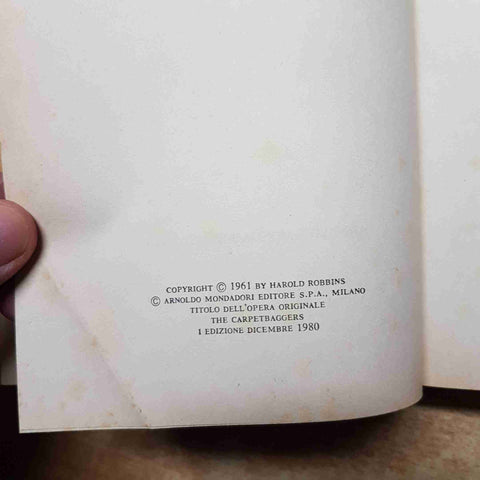 COPYRIGHT © 1961 BY HAROLD ROBBINS
© ARNOLDO MONDADORI EDITORE S.P.A., MILANO
TITOLO DELL'OPERA ORIGINALE
THE CARPETBAGGERS
I EDIZIONE DICEMBRE 1980